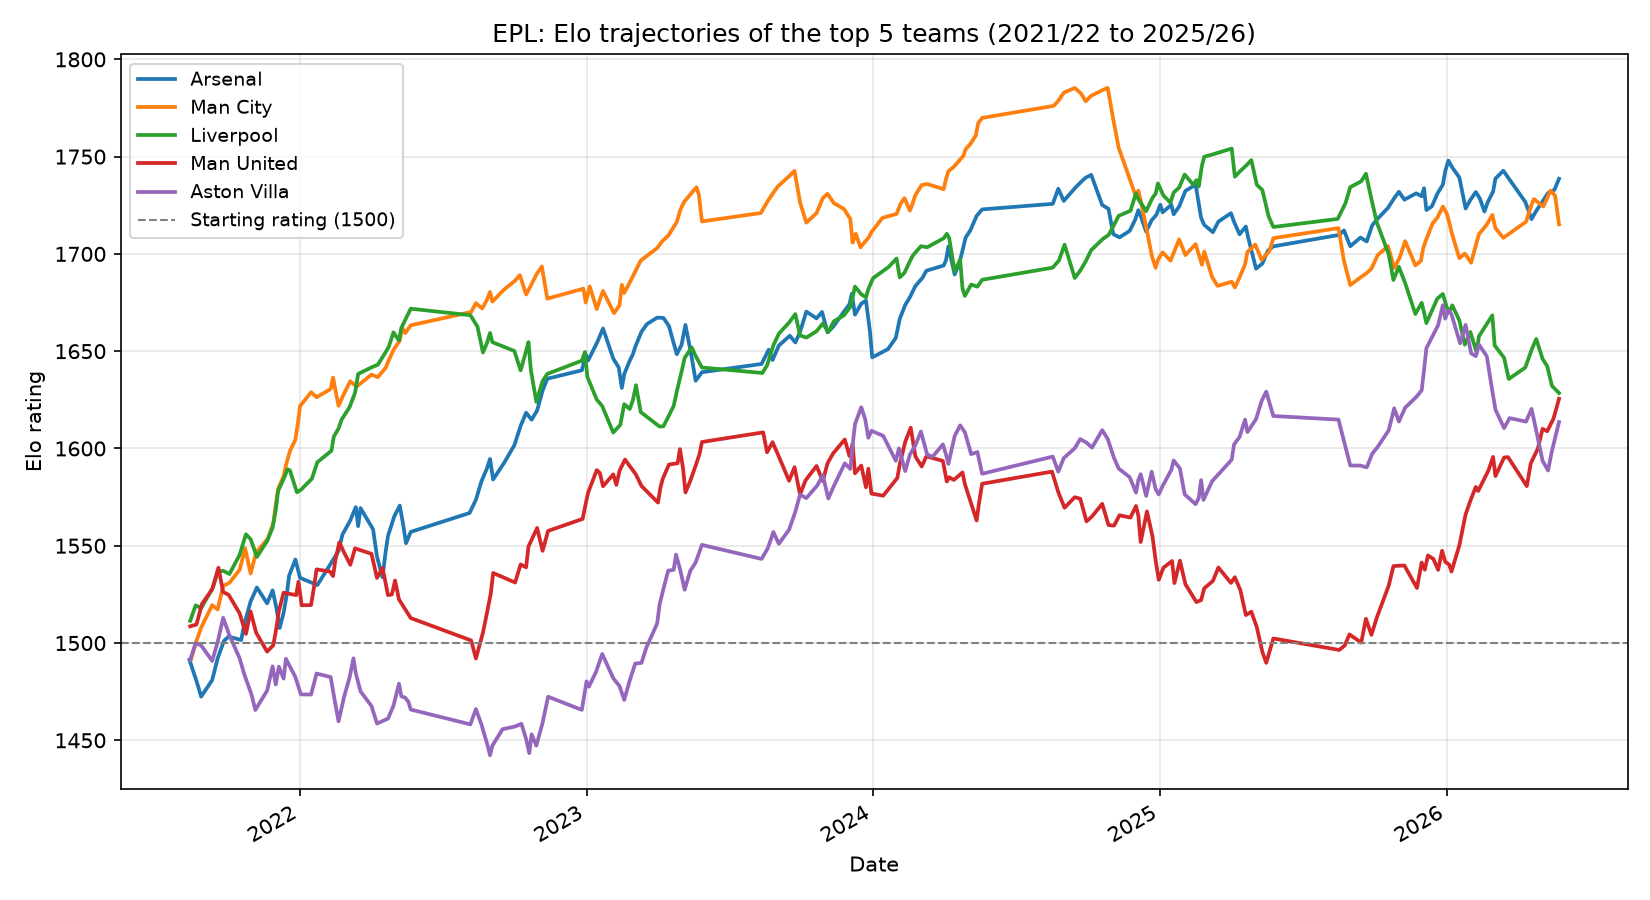 EPL: Elo trajectories of the top 5 teams (2021/22 to 2025/26)
Arsenal
Man City
Liverpool
Man United
Aston Villa
Starting rating (1500)
Elo rating
1800
1750
1700
1650
1600
1550
1500
1450
2022
2023
2024
2025
2026
Date